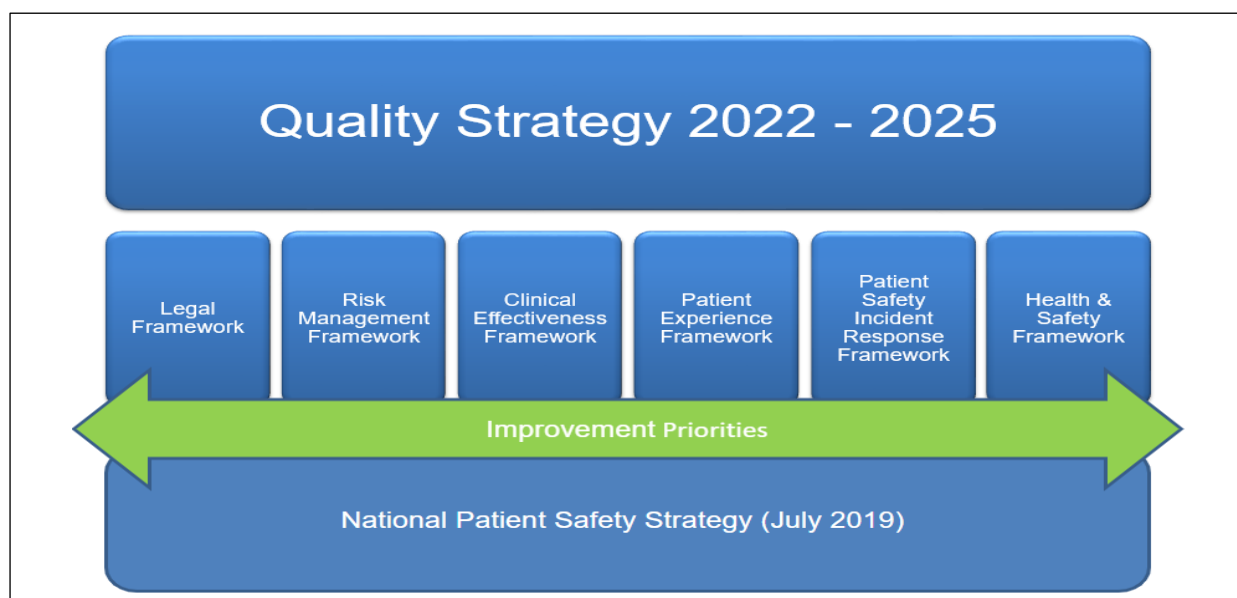 Quality Strategy 2022 - 2025
Legal
Framework
Risk
Management
Framework
Clinical
Effectiveness
Framework
Patient
Experience
Framework
Patient
Safety
Incident
Response
Framework
Health &
Safety
Framework
Improvement Priorities
National Patient Safety Strategy (July 2019)